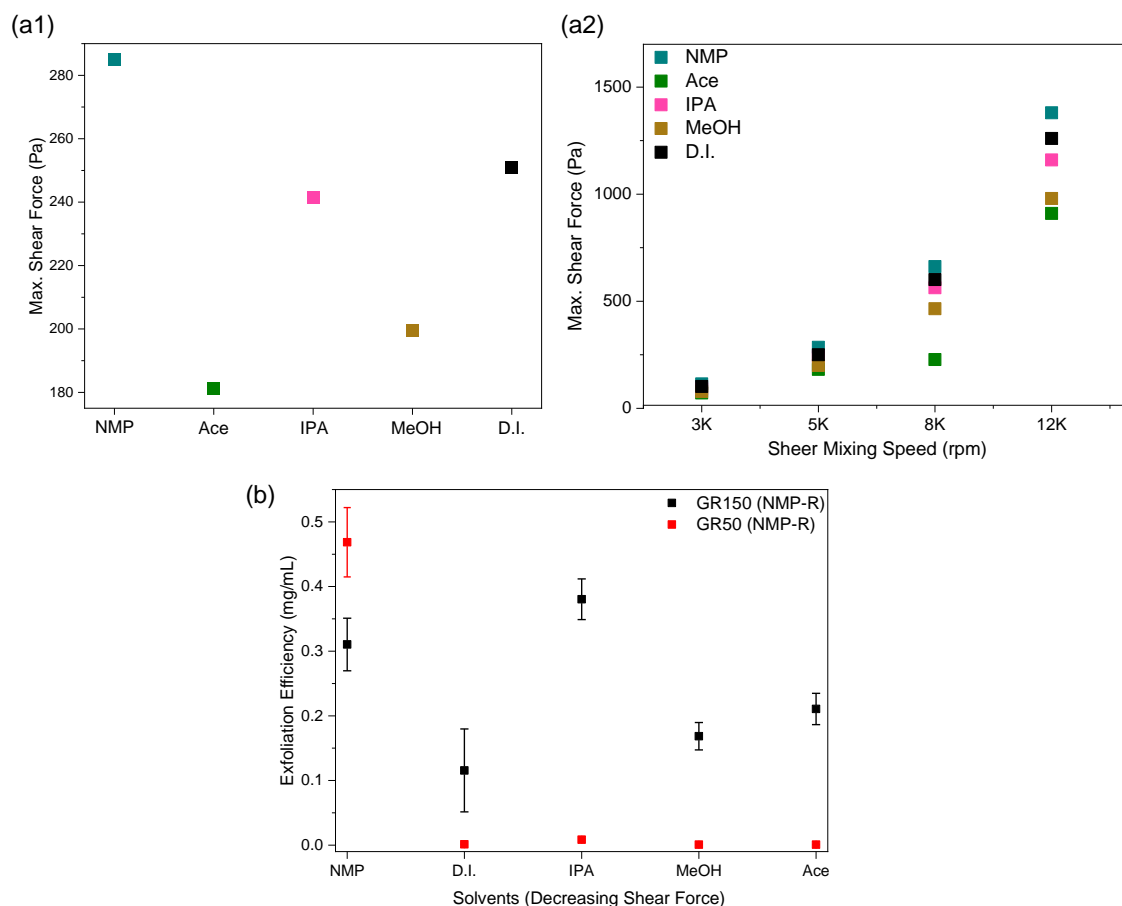 (a1)
Max. Shear Force (Pa)
280
260
240
220
200
180
NMP Ace IPA MeOH D.I.
(a2)
NMP
Ace
IPA
MeOH
D.I.
Max. Shear Force (Pa)
1500
1000
500
0
3K 5K 8K 12K
Sheer Mixing Speed (rpm)
(b)
GR150 (NMP-R)
GR50 (NMP-R)
Exfoliation Efficiency (mg/mL)
0.5
0.4
0.3
0.2
0.1
0.0
NMP D.I. IPA MeOH Ace
Solvents (Decreasing Shear Force)